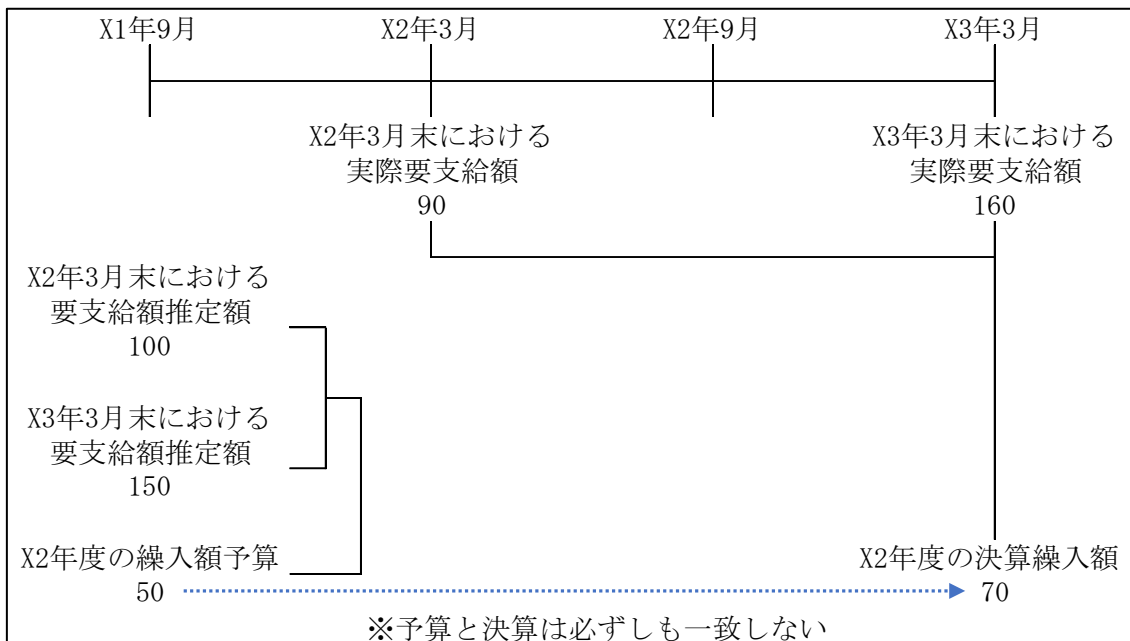 X1年9月
X2年3月
X2年9月
X3年3月
X2年3月末における
実際要支給額
90
X3年3月末における
実際要支給額
160
X2年3月末における
要支給額推定額
100
X3年3月末における
要支給額推定額
150
X2年度の繰入額予算
50
X2年度の決算繰入額
70
※予算と決算は必ずしも一致しない